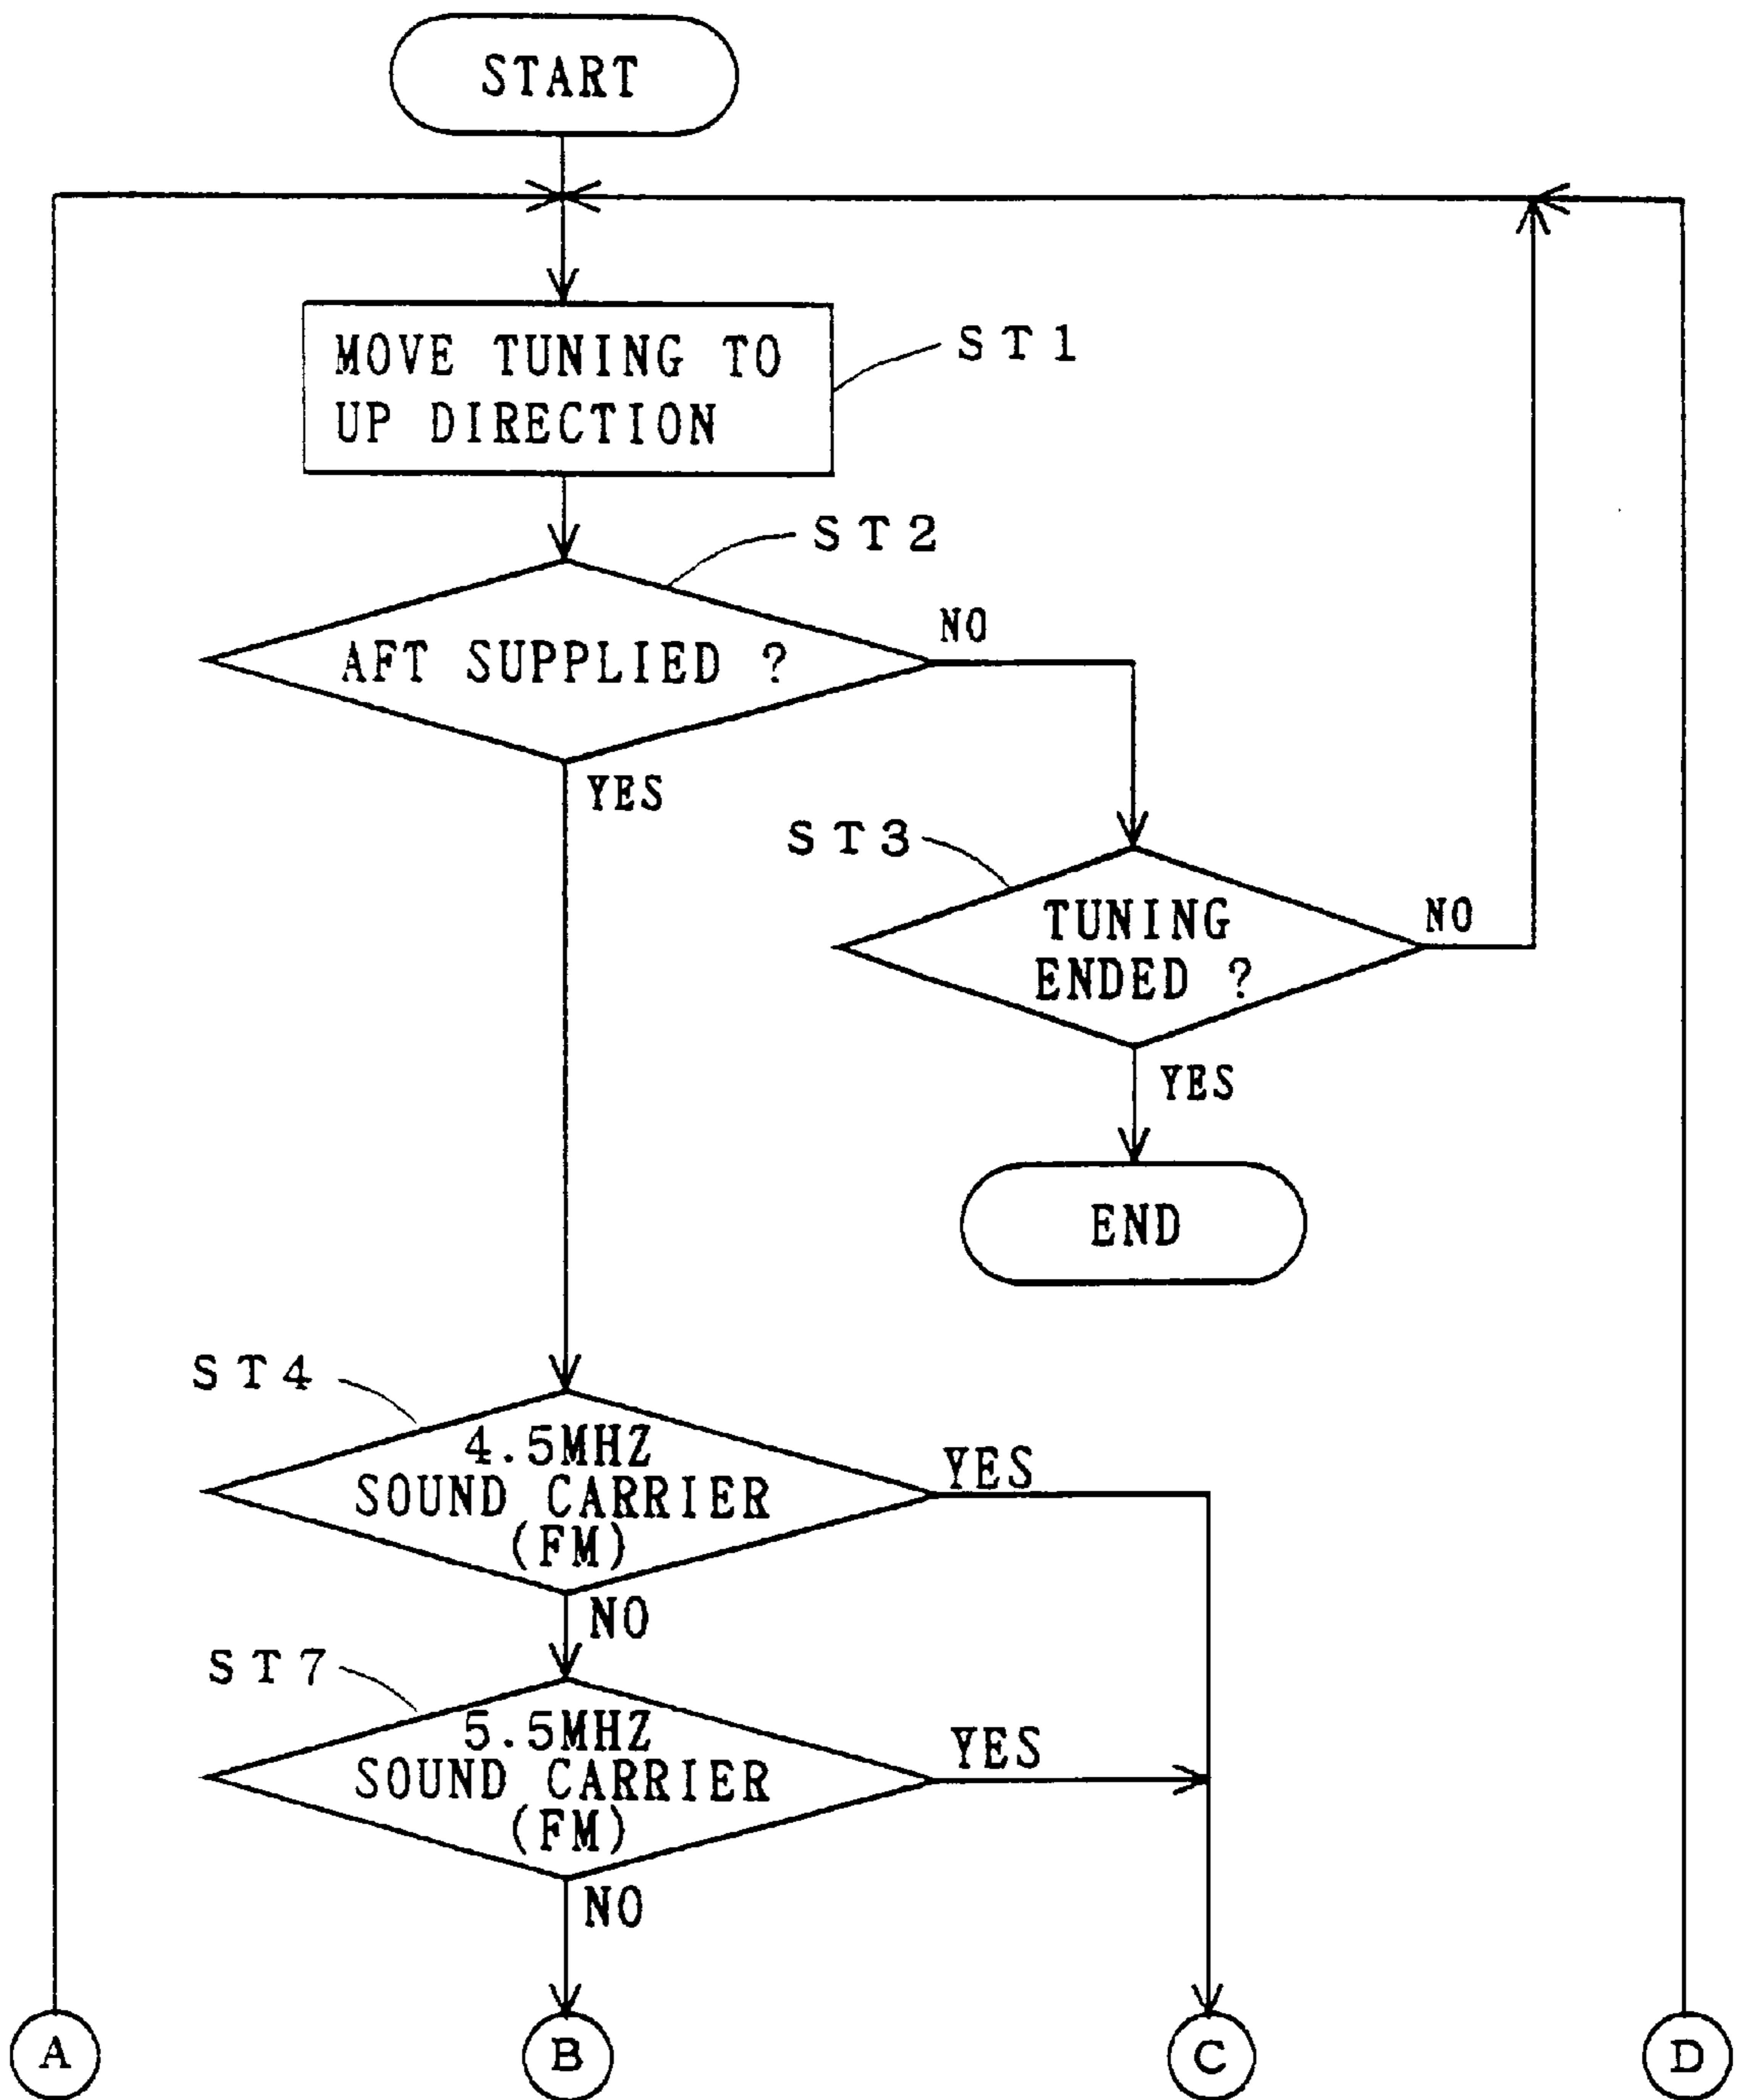 START
MOVE TUNING TO
UP DIRECTION
ST1
ST2
AFT SUPPLIED ?
NO
YES
ST3
TUNING
ENDED ?
NO
YES
END
ST4
4.5MHZ
SOUND CARRIER
(FM)
YES
NO
ST7
5.5MHZ
SOUND CARRIER
(FM)
YES
NO
A
B
C
D